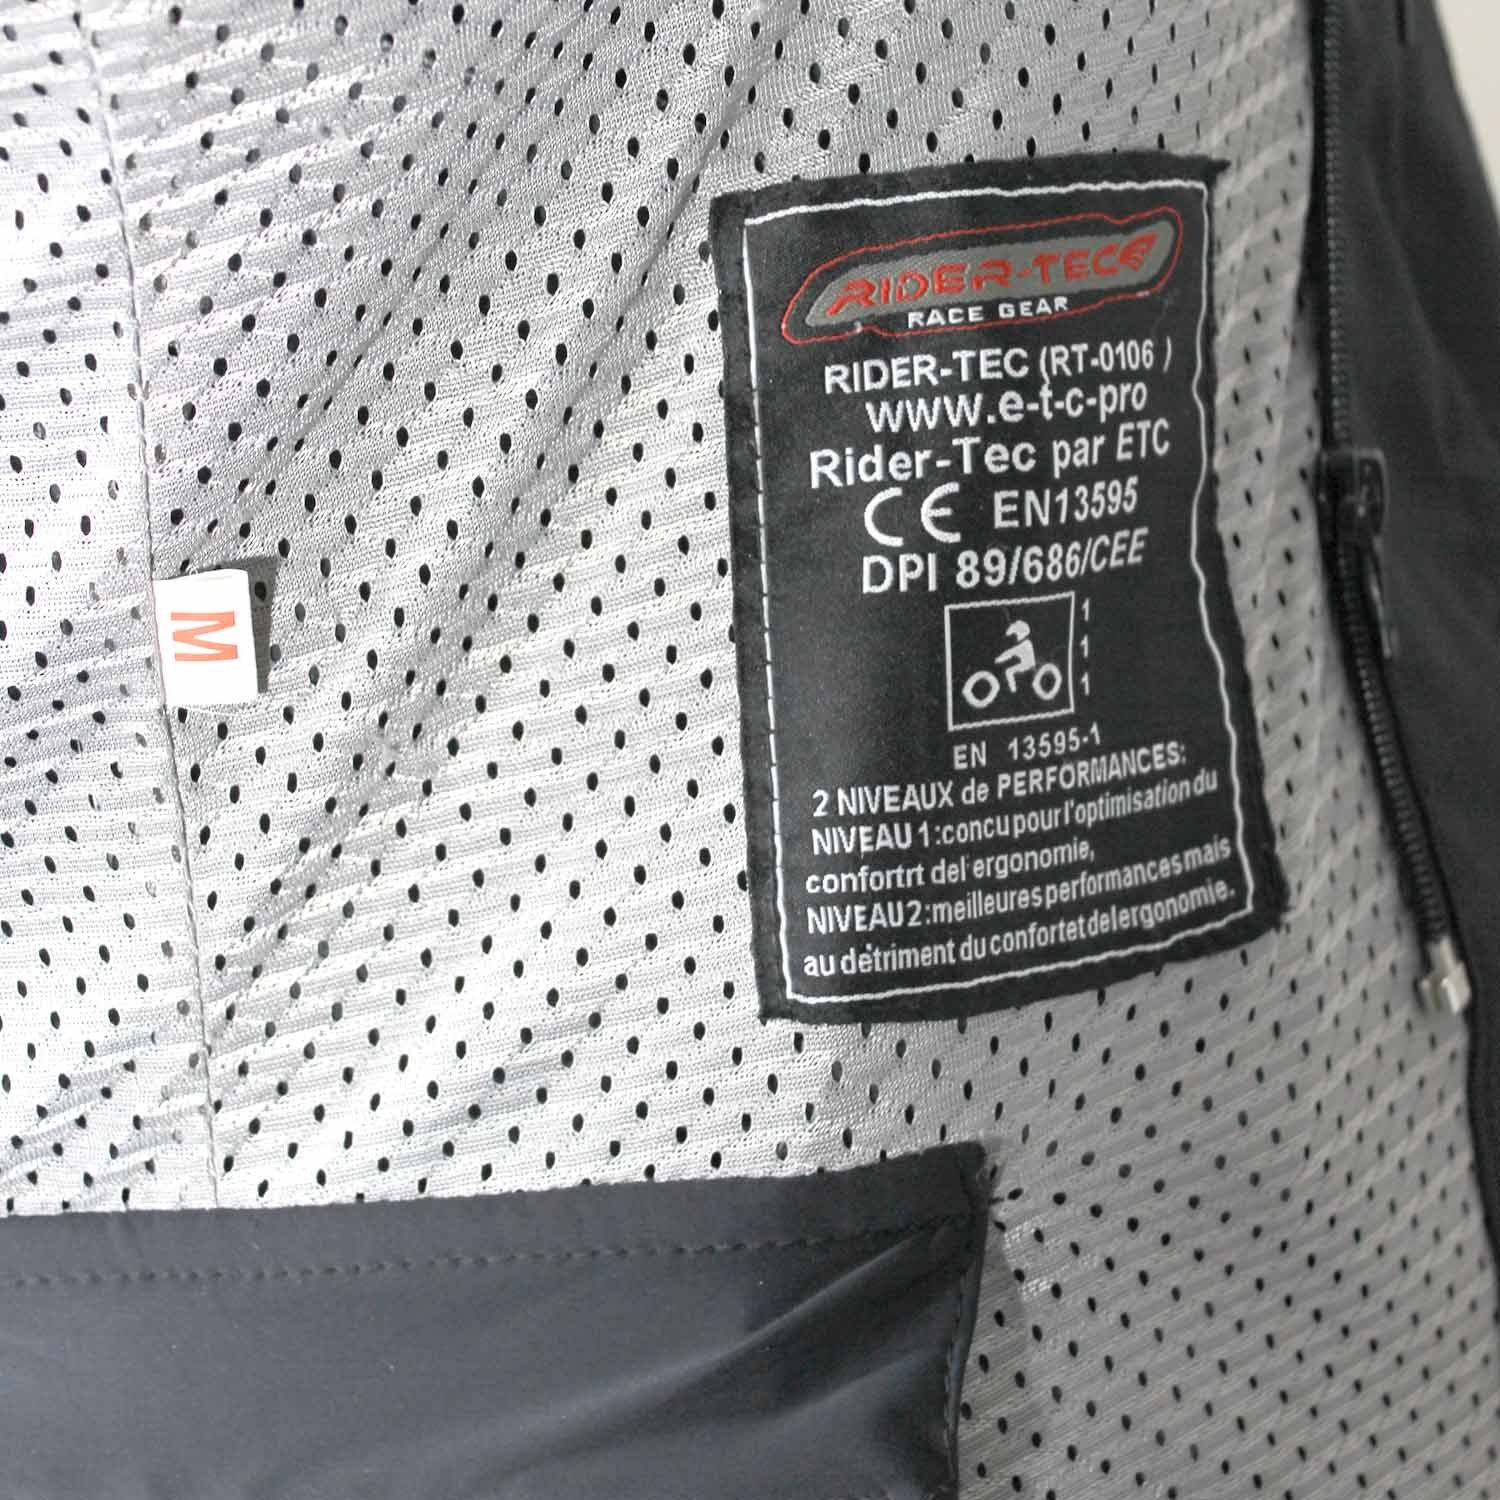 RIDER-TEC
RACE GEAR
RIDER-TEC (RT-0106 )
www.e-t-c-pro
Rider-Tec par ETC
CE EN13595
DPI 89/686/CEE
1
1
1
EN 13595-1
2 NIVEAUX de PERFORMANCES:
NIVEAU 1:concu pour l'optimisation du
confortrt del'ergonomie,
NIVEAU 2:meilleures performances mais
au détriment du confortet delergonomie.
M